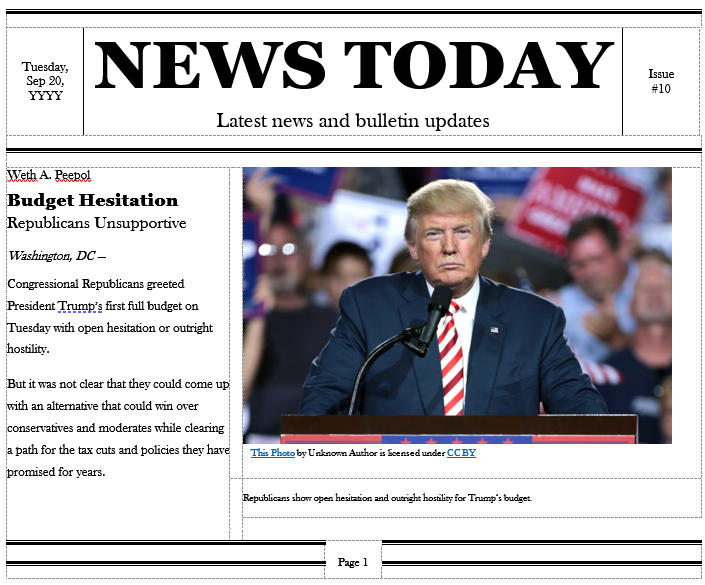 NEWS TODAY
Tuesday,
Sep 20,
YYYY
Latest news and bulletin updates
Issue
#10
Weth A. Peepol
Budget Hesitation
Republicans Unsupportive
Washington, DC –
Congressional Republicans greeted
President Trump's first full budget on
Tuesday with open hesitation or outright
hostility.
But it was not clear that they could come up
with an alternative that could win over
conservatives and moderates while clearing
a path for the tax cuts and policies they have
promised for years.
This Photo by Unknown Author is licensed under CC BY
Republicans show open hesitation and outright hostility for Trump's budget.
Page 1